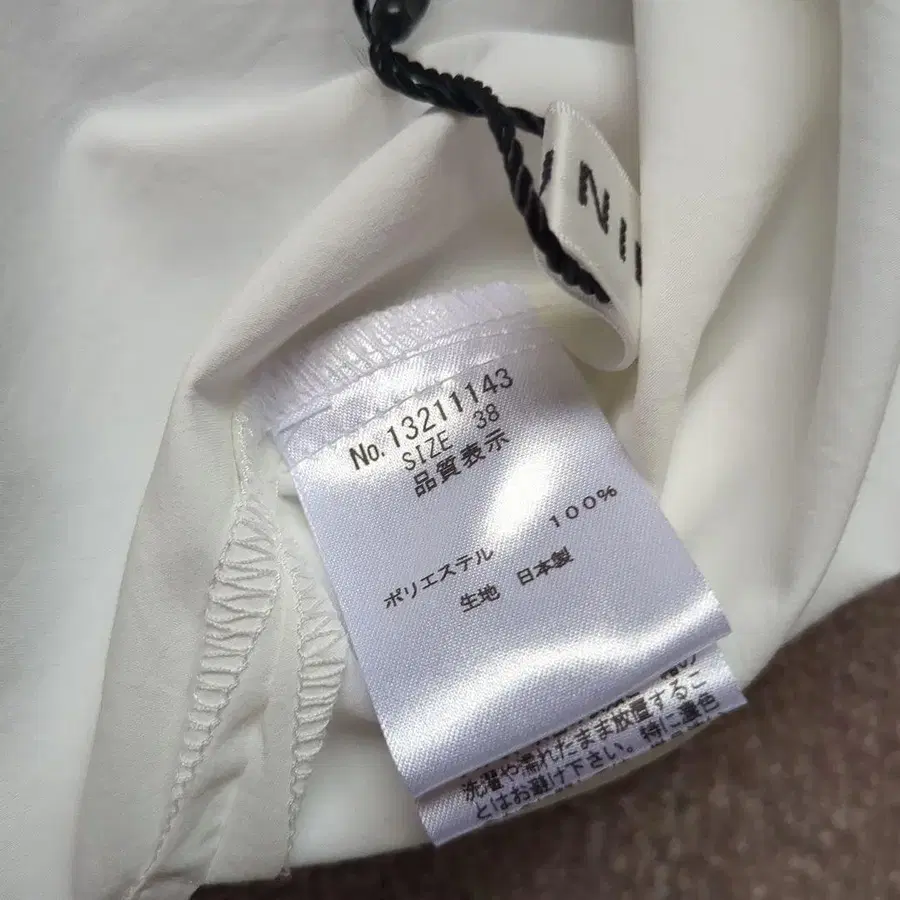 NI
No.13211143
SIZE 38
品質表示
ポリエステル 100%
生地 日本製
洗濯や濡れたまま放置するこ
とはお避け下さい。特に濃色